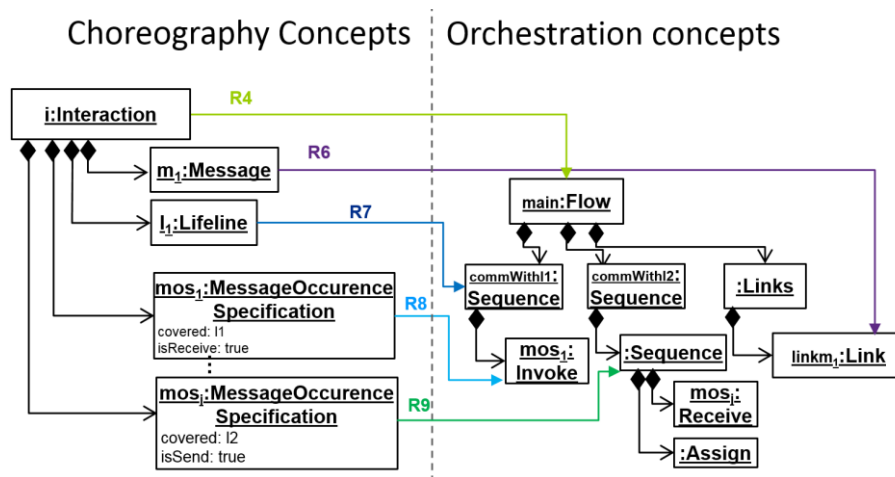 Choreography Concepts
Orchestration concepts
R4
i:Interaction
R6
m1:Message
main:Flow
R7
l1:Lifeline
commWithl1:
Sequence
commWithl2:
Sequence
:Links
mos1:MessageOccurence
Specification
covered: l1
isReceive: true
R8
mos1:
Invoke
:Sequence
linkm1:Link
:
mosi:MessageOccurence
Specification
covered: l2
isSend: true
R9
mosi:
Receive
:Assign